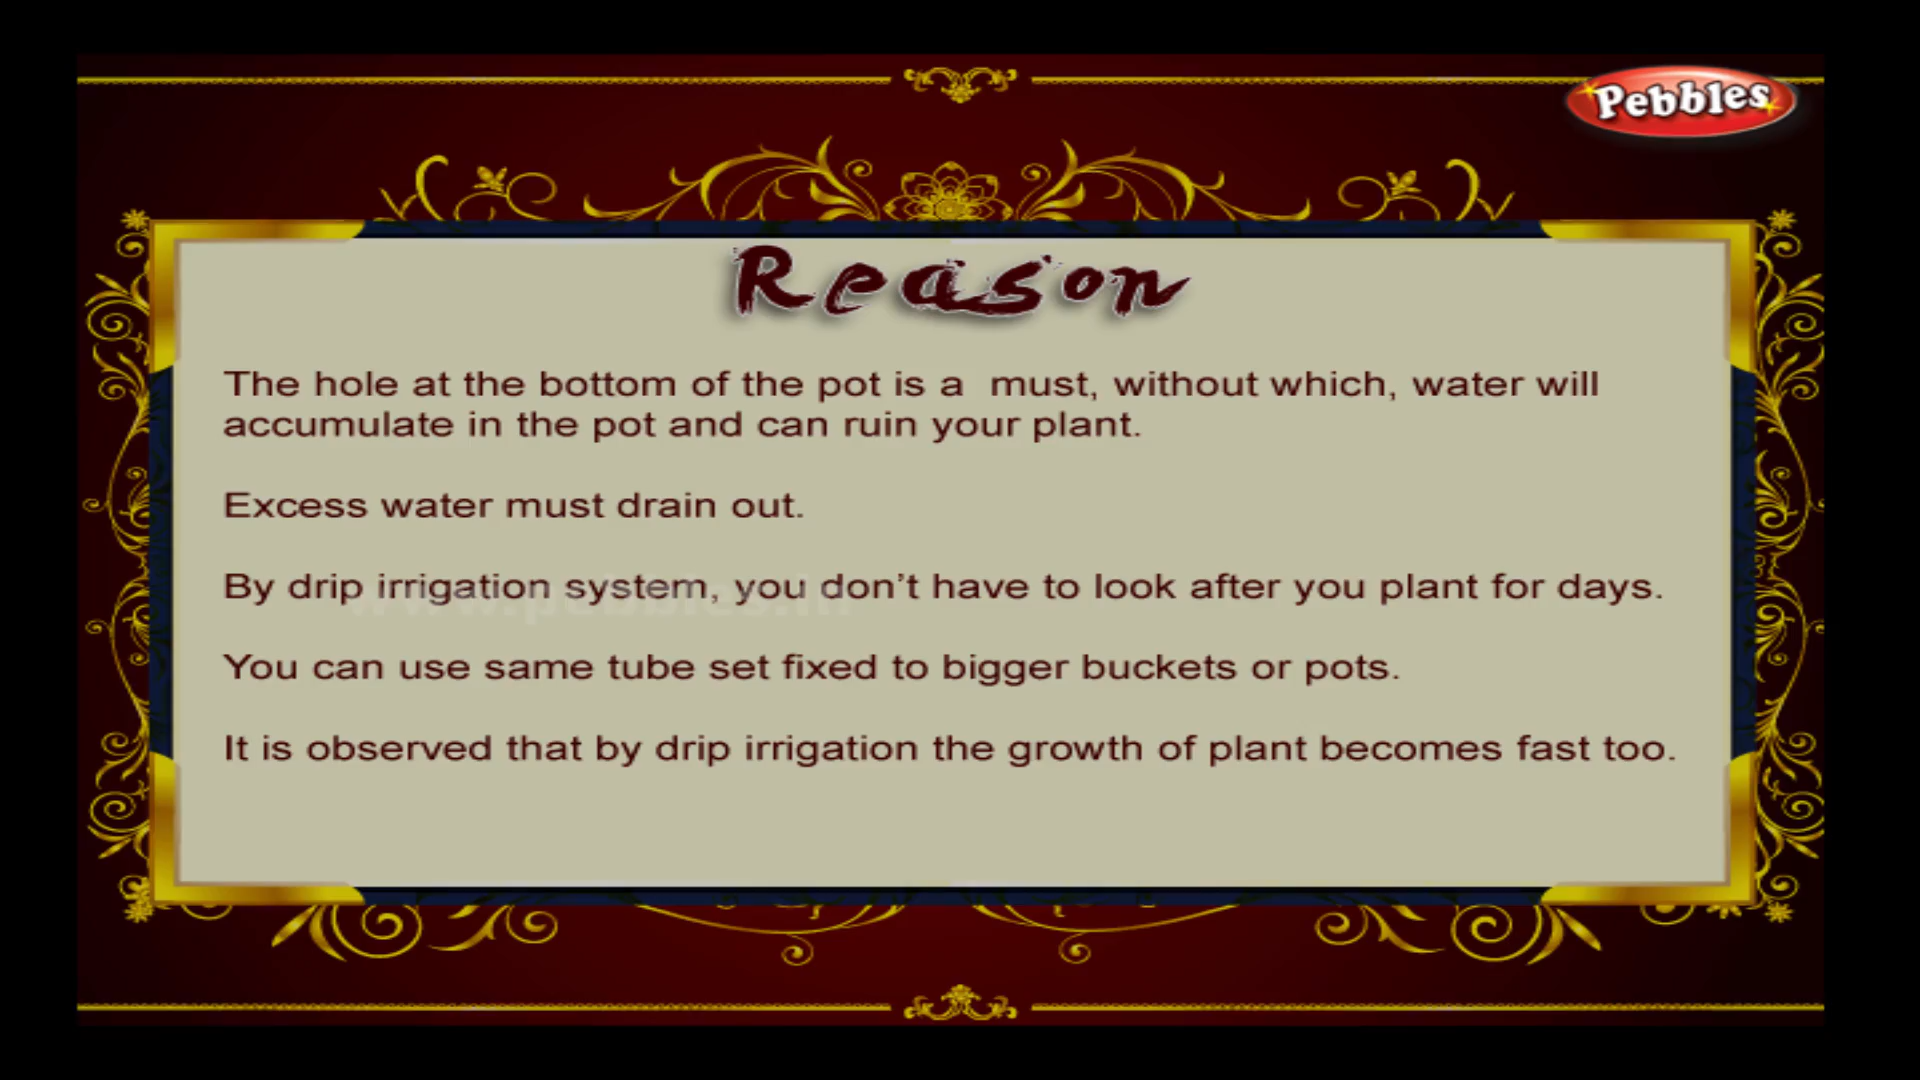 Pebbles
Reason
The hole at the bottom of the pot is a  must, without which, water will
accumulate in the pot and can ruin your plant.
Excess water must drain out.
By drip irrigation system, you don’t have to look after you plant for days.
www.pebbles.in
You can use same tube set fixed to bigger buckets or pots.
It is observed that by drip irrigation the growth of plant becomes fast too.